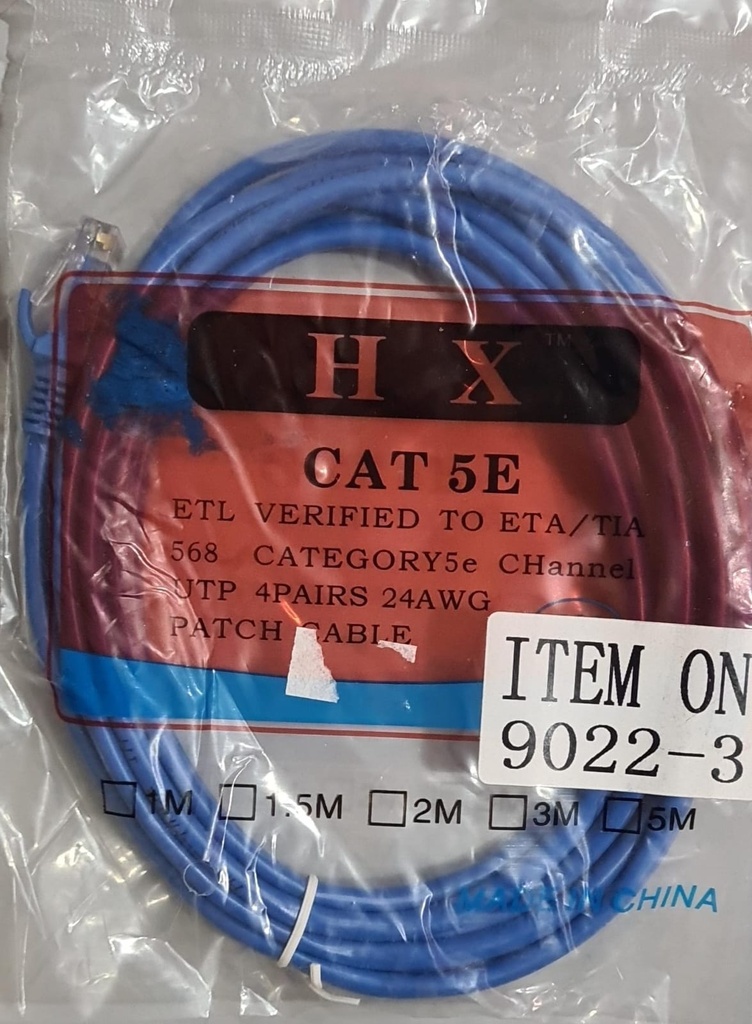 H X ™
CAT 5E
ETL VERIFIED TO ETA/TIA
568 CATEGORY5e CHannel
UTP 4PAIRS 24AWG
PATCH CABLE
ITEM ON
9022-3
1M 1.5M 2M 3M 5M
MADE IN CHINA